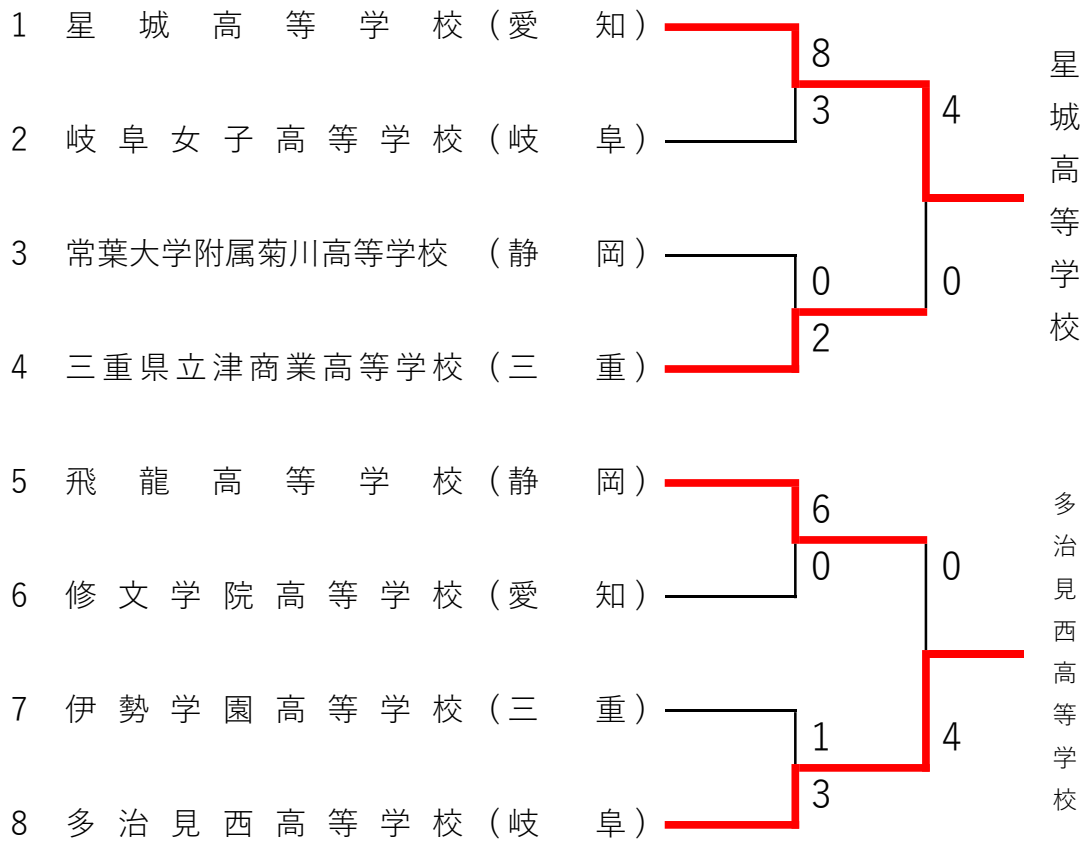 1 星城高等学校(愛知)
8
3
2 岐阜女子高等学校(岐阜)
4
3 常葉大学附属菊川高等学校 (静岡)
0
2
0
4 三重県立津商業高等学校(三重)
星城高等学校
5 飛龍高等学校(静岡)
6
0
6 修文学院高等学校(愛知)
0
7 伊勢学園高等学校(三重)
1
3
4
8 多治見西高等学校(岐阜)
多治見西高等学校